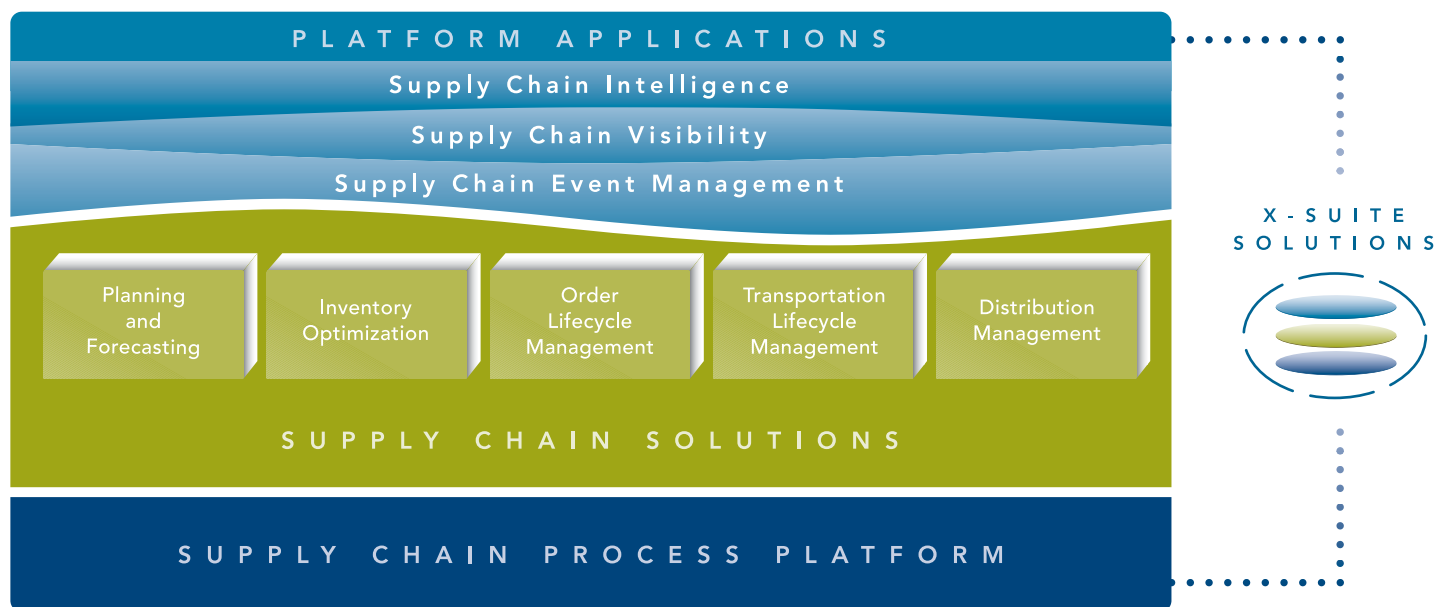 PLATFORM APPLICATIONS
Supply Chain Intelligence
Supply Chain Visibility
Supply Chain Event Management
Planning
and
Forecasting
Inventory
Optimization
Order
Lifecycle
Management
Transportation
Lifecycle
Management
Distribution
Management
SUPPLY CHAIN SOLUTIONS
SUPPLY CHAIN PROCESS PLATFORM
X-SUITE
SOLUTIONS